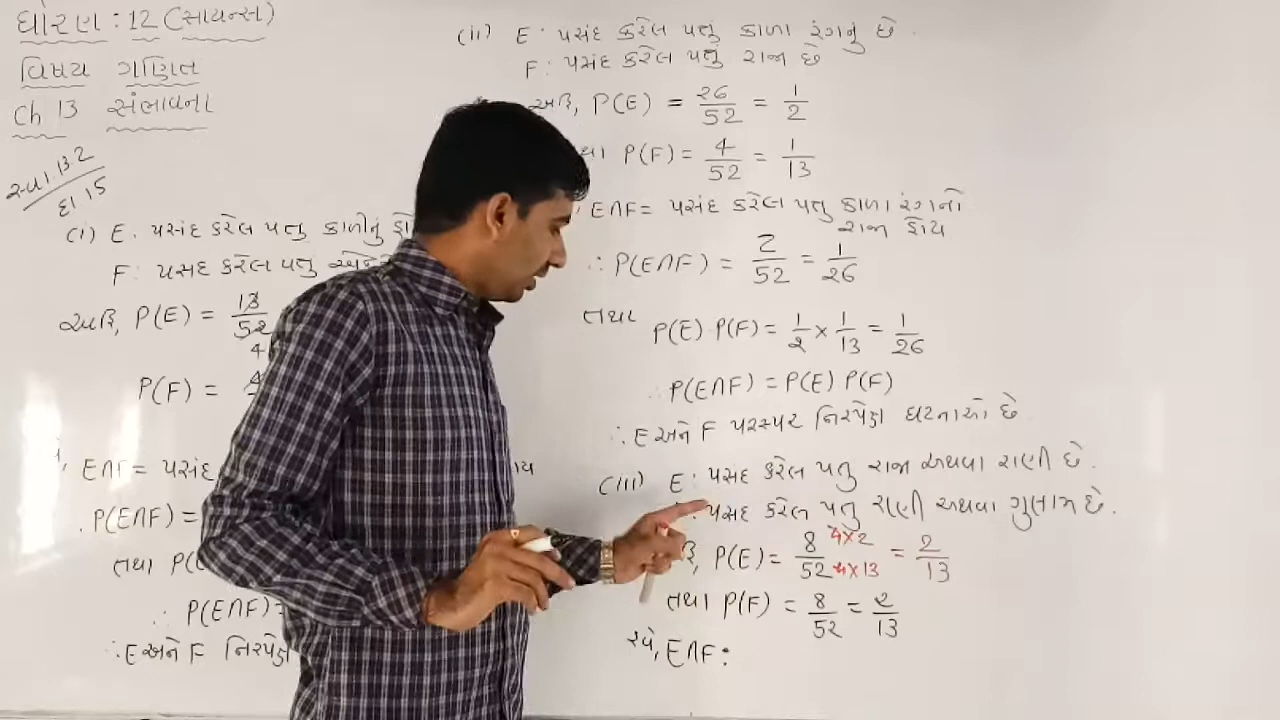 ધોરણ : 12 (સાયન્સ)
વિષય ગણિત
Ch 13 સંભાવના
સ્વા. 13.2
દા 15
(i) E : પસંદ કરેલ પત્તુ કાળીનું
F : પસંદ કરેલ પત્તુ
અહિં, P(E) = 13/52
4
P(F) = 4
E∩F = પસંદ
P(E∩F) =
તથા
∴ P(E∩F) =
∴ E અને F નિરપેક્ષ
(ii) E : પસંદ કરેલ પત્તુ કાળા રંગનું છે.
F : પસંદ કરેલ પત્તું રાજા છે
અહિં, P(E) = 26/52 = 1/2
P(F) = 4/52 = 1/13
E∩F = પસંદ કરેલ પત્તુ કાળા રંગનો
રાજા હોય
∴ P(E∩F) = 2/52 = 1/26
તથા P(E) · P(F) = 1/2 × 1/13 = 1/26
∴ P(E∩F) = P(E) P(F)
∴ E અને F પરસ્પર નિરપેક્ષ ઘટનાઓ છે.
(iii) E : પસંદ કરેલ પત્તુ રાજા અથવા રાણી છે.
પસંદ કરેલ પત્તુ રાણી અથવા ગુલામ છે.
P(E) = 8/52 4×2/4×13 = 2/13
તથા P(F) = 8/52 = 2/13
હવે, E∩F :